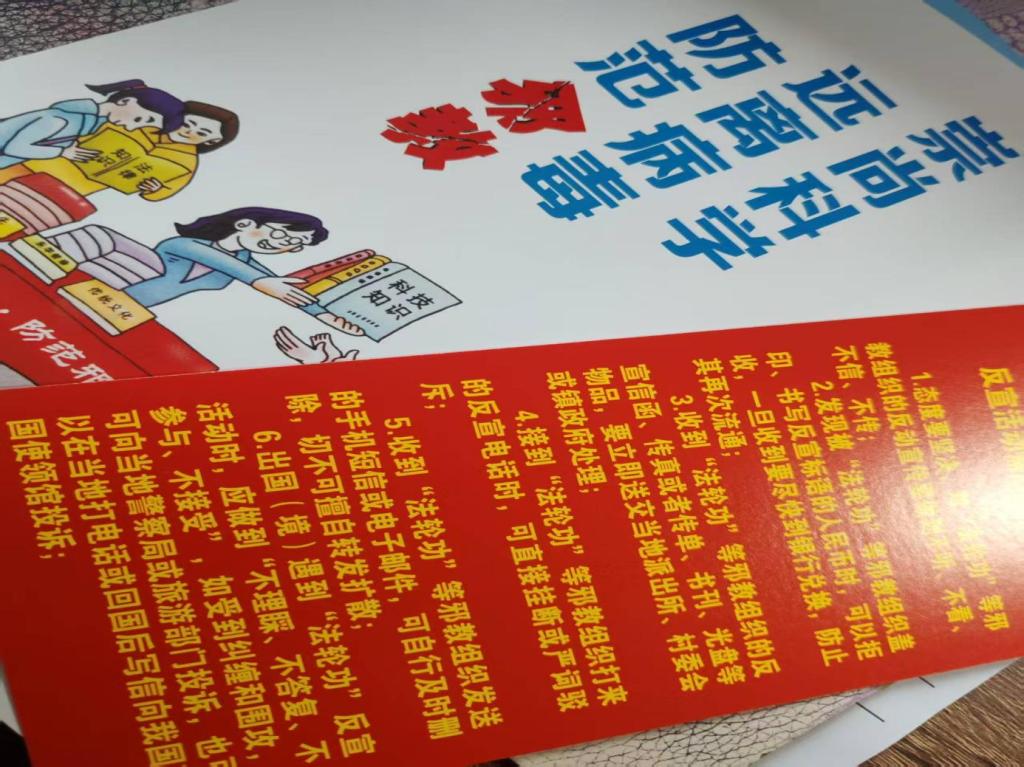 崇尚科学
远离病毒
防范
邪教
法律
知识
科技
知识
传统文化
防范邪
反宣活
”等邪
教组织的反动宣传要做到不听、不看、
不信、不传；
2.发现被“法轮功”等邪教组织盖
印、书写反宣标语的人民币时，可以拒
收，一旦收到要尽快到银行兑换，防止
其再次流通；
3.收到“法轮功”等邪教组织的反
宣信函、传真或者传单、书刊、光盘等
物品，要立即送交当地派出所、村委会
或镇政府处理；
4.接到“法轮功”等邪教组织打来
的反宣电话时，可直接挂断或严词驳
斥；
5.收到“法轮功”等邪教组织发送
的手机短信或电子邮件，可自行及时删
除，切不可擅自转发扩散；
6.出国（境）遇到“法轮功”反宣
活动时，应做到“不理睬、不答复、不
参与、不接受”，如受到纠缠和围攻，
可向当地警察局或旅游部门投诉，也可
以在当地打电话或回国后写信向我国
国使领馆投诉；